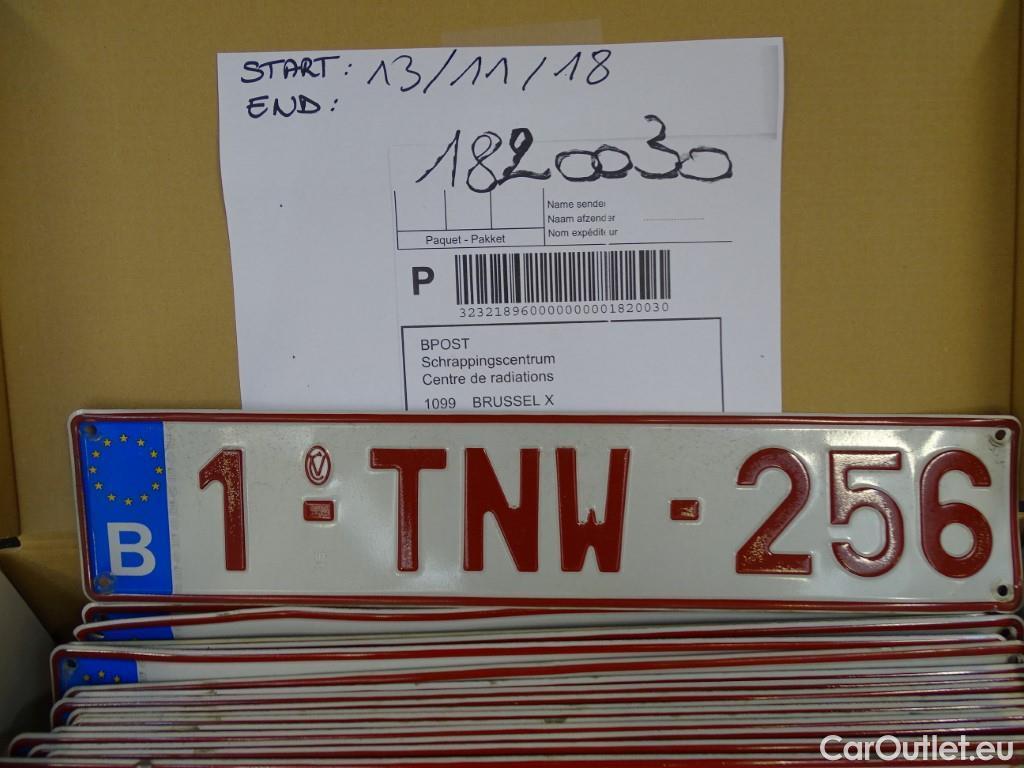 START: 13/11/18
END:
1820030
Name sender
Naam afzender
Nom expéditeur
Paquet - Pakket
P
323218960000000001820030
BPOST
Schrappingscentrum
Centre de radiations
1099 BRUSSEL X
B 1-TNW-256
CarOutlet.eu